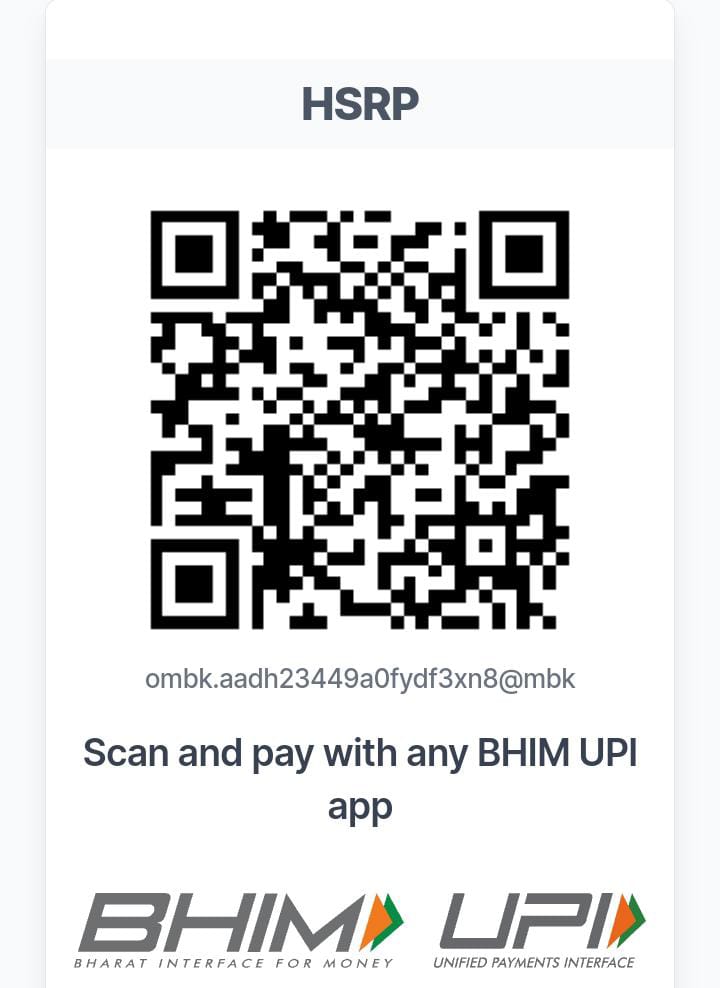 HSRP
ombk.aadh23449a0fydf3xn8@mbk
Scan and pay with any BHIM UPI
app
BHIM UPI
BHARAT INTERFACE FOR MONEY UNIFIED PAYMENTS INTERFACE